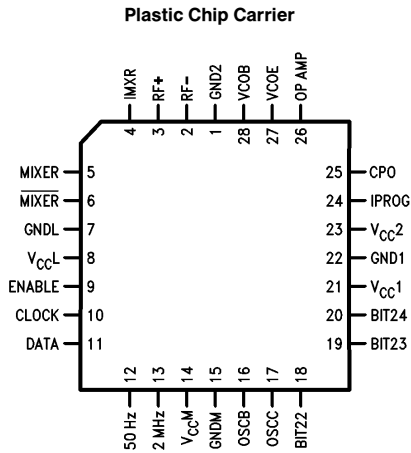 Plastic Chip Carrier
IMXR RF+ RF- GND2 VCOB VCOE OP AMP
4 3 2 1 28 27 26
MIXER 5 25 CPO
MIXER 6 24 IPROG
GNDL 7 23 VCC2
VCCL 8 22 GND1
ENABLE 9 21 VCC1
CLOCK 10 20 BIT24
DATA 11 19 BIT23
12 13 14 15 16 17 18
50 Hz 2 MHz VCCM GNDM OSCB OSCC BIT22